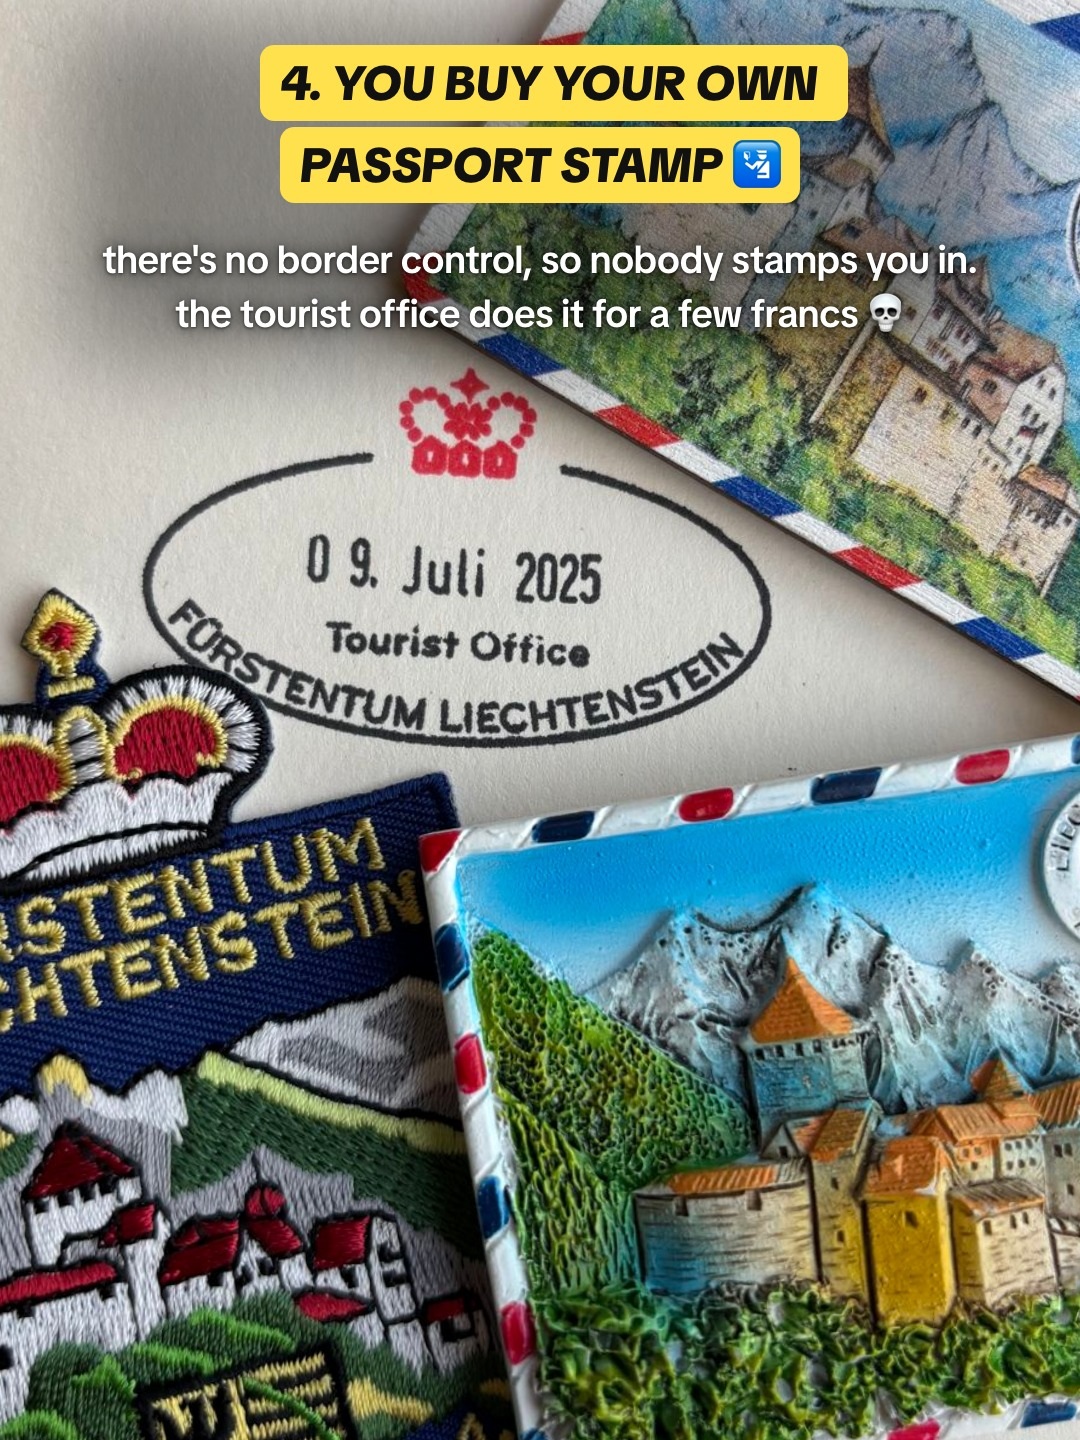 4. YOU BUY YOUR OWN
PASSPORT STAMP 🛂
there's no border control, so nobody stamps you in.
the tourist office does it for a few francs 💀
09. Juli 2025
Tourist Office
FÜRSTENTUM LIECHTENSTEIN
RSTENTUM
CHTENSTEIN